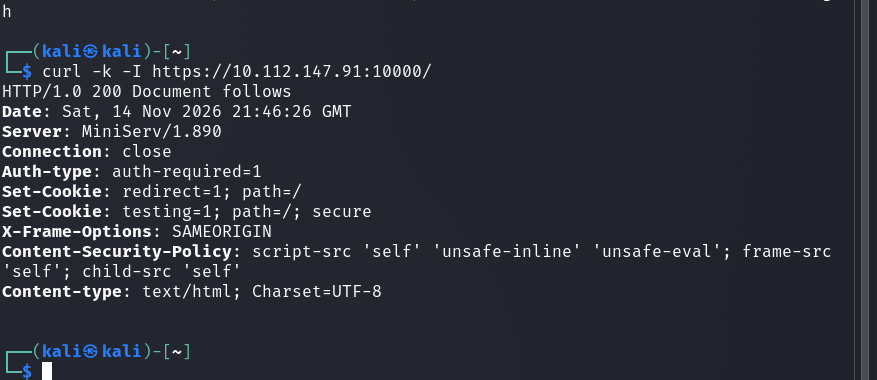 h
┌──(kali㉿kali)-[~]
└─$ curl -k -I https://10.112.147.91:10000/
HTTP/1.0 200 Document follows
Date: Sat, 14 Nov 2026 21:46:26 GMT
Server: MiniServ/1.890
Connection: close
Auth-type: auth-required=1
Set-Cookie: redirect=1; path=/
Set-Cookie: testing=1; path=/; secure
X-Frame-Options: SAMEORIGIN
Content-Security-Policy: script-src 'self' 'unsafe-inline' 'unsafe-eval'; frame-src
'self'; child-src 'self'
Content-type: text/html; Charset=UTF-8
┌──(kali㉿kali)-[~]
└─$